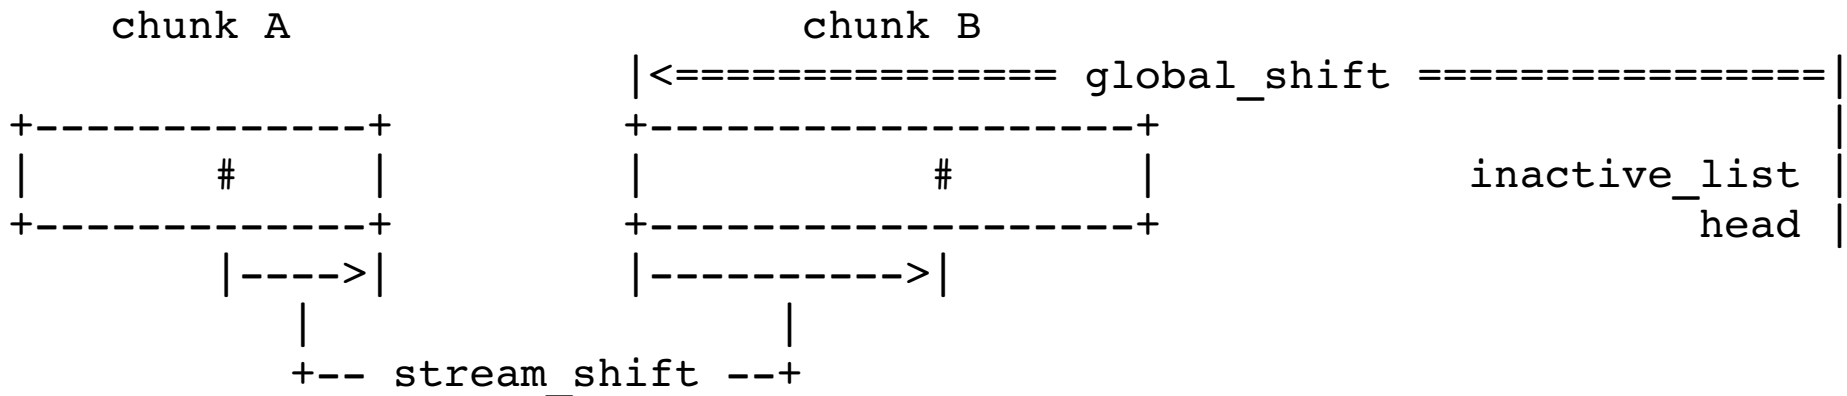 chunk A                             chunk B
                         |<=============== global_shift ================|
+-------------+          +-------------------+                          |
|        #    |          |            #      |            inactive_list |
+-------------+          +-------------------+                     head |
         |---->|         |---------->|
            |                  |
            +-- stream_shift --+